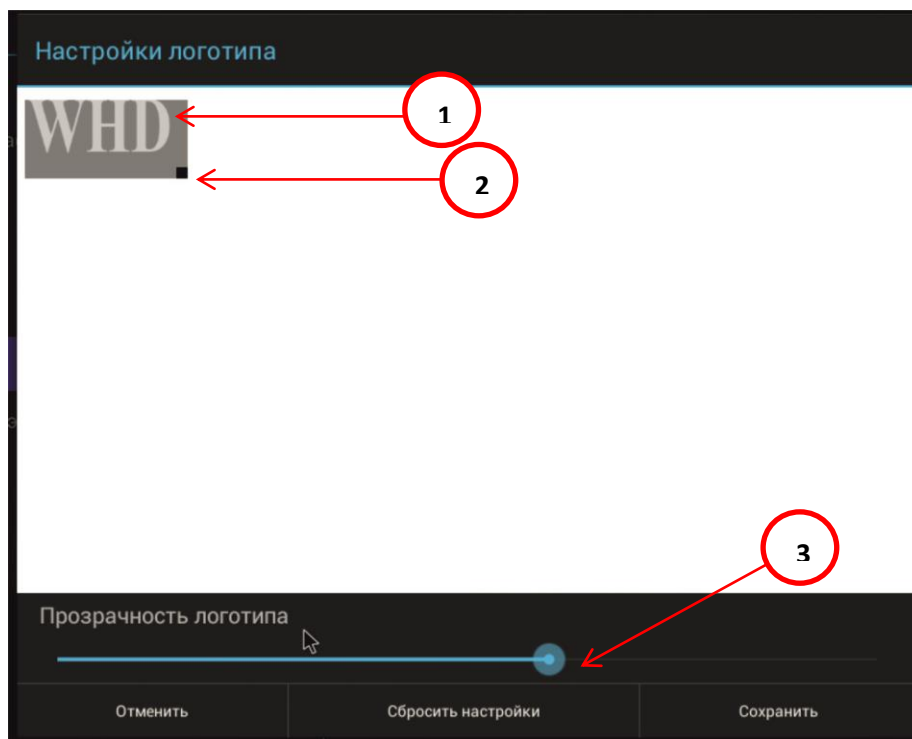 Настройки логотипа
WHD
1
2
3
Прозрачность логотипа
Отменить
Сбросить настройки
Сохранить